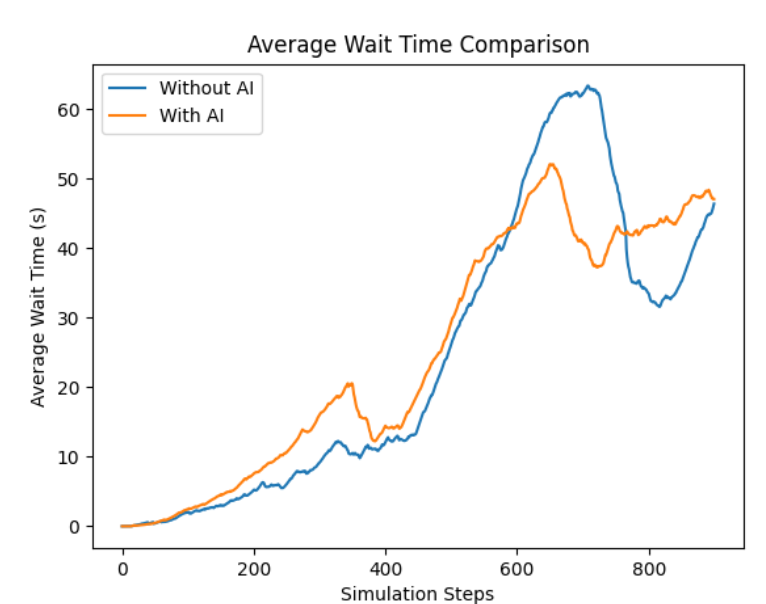 Average Wait Time Comparison
Without AI
With AI
Average Wait Time (s)
60
50
40
30
20
10
0
0 200 400 600 800
Simulation Steps